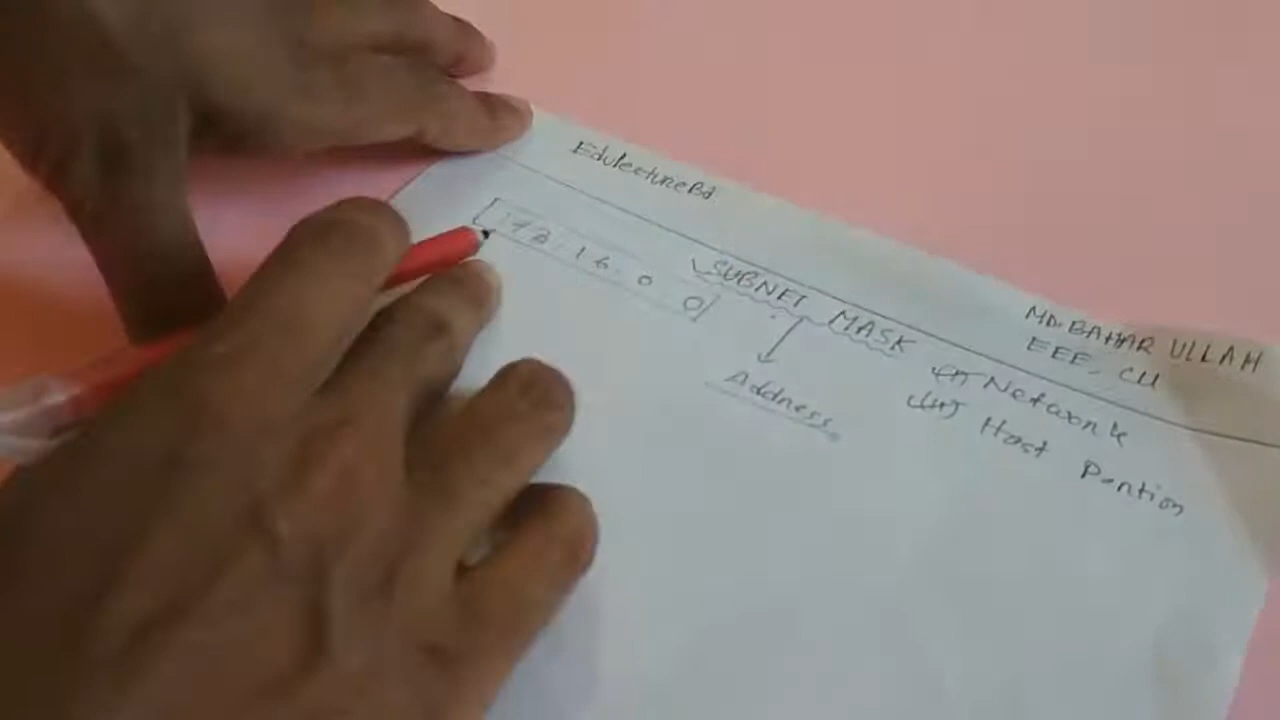 EdulectureBd.
MD. BAHAR ULLAH
EEE, CU
SUBNET MASK
172.16.0 0
Address
(i) Network
(ii) Host Portion